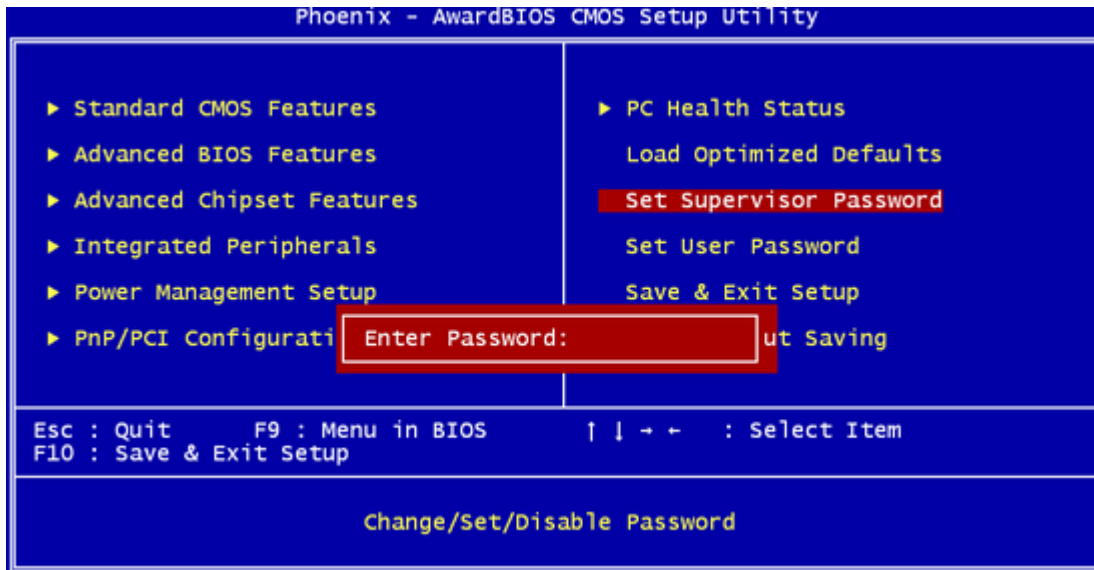 Phoenix - AwardBIOS CMOS Setup Utility
► Standard CMOS Features
► Advanced BIOS Features
► Advanced Chipset Features
► Integrated Peripherals
► Power Management Setup
► PnP/PCI Configurati
► PC Health Status
Load Optimized Defaults
Set Supervisor Password
Set User Password
Save & Exit Setup
ut Saving
Enter Password:
Esc : Quit F9 : Menu in BIOS ↑ ↓ → ← : Select Item
F10 : Save & Exit Setup
Change/Set/Disable Password